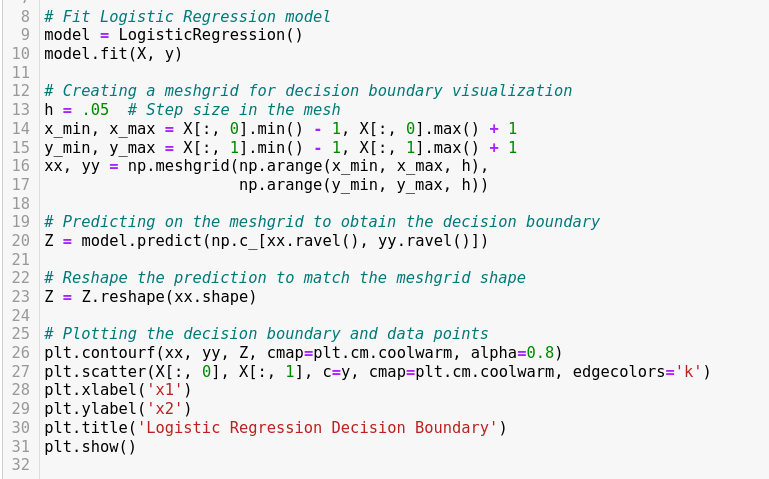 8 # Fit Logistic Regression model
9 model = LogisticRegression()
10 model.fit(X, y)
11
12 # Creating a meshgrid for decision boundary visualization
13 h = .05  # Step size in the mesh
14 x_min, x_max = X[:, 0].min() - 1, X[:, 0].max() + 1
15 y_min, y_max = X[:, 1].min() - 1, X[:, 1].max() + 1
16 xx, yy = np.meshgrid(np.arange(x_min, x_max, h),
17                      np.arange(y_min, y_max, h))
18
19 # Predicting on the meshgrid to obtain the decision boundary
20 Z = model.predict(np.c_[xx.ravel(), yy.ravel()])
21
22 # Reshape the prediction to match the meshgrid shape
23 Z = Z.reshape(xx.shape)
24
25 # Plotting the decision boundary and data points
26 plt.contourf(xx, yy, Z, cmap=plt.cm.coolwarm, alpha=0.8)
27 plt.scatter(X[:, 0], X[:, 1], c=y, cmap=plt.cm.coolwarm, edgecolors='k')
28 plt.xlabel('x1')
29 plt.ylabel('x2')
30 plt.title('Logistic Regression Decision Boundary')
31 plt.show()
32